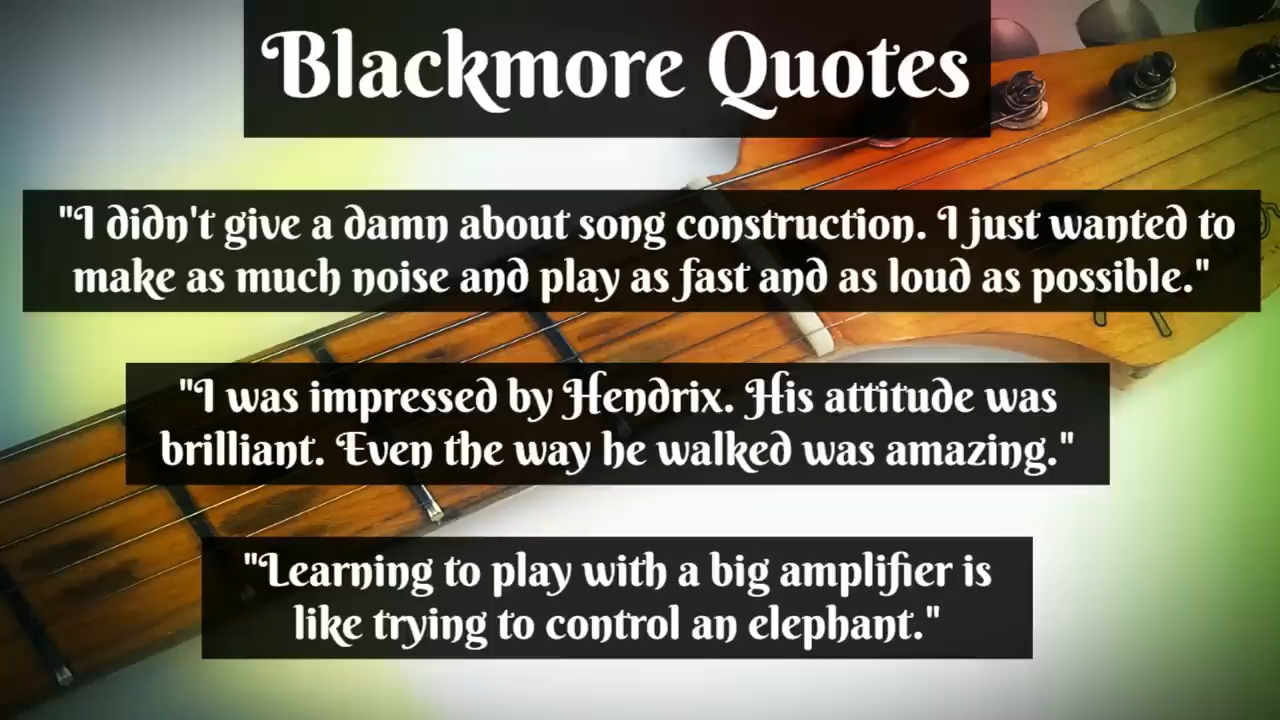 Blackmore Quotes
"I didn't give a damn about song construction. I just wanted to
make as much noise and play as fast and as loud as possible."
"I was impressed by Hendrix. His attitude was
brilliant. Even the way he walked was amazing."
"Learning to play with a big amplifier is
like trying to control an elephant."